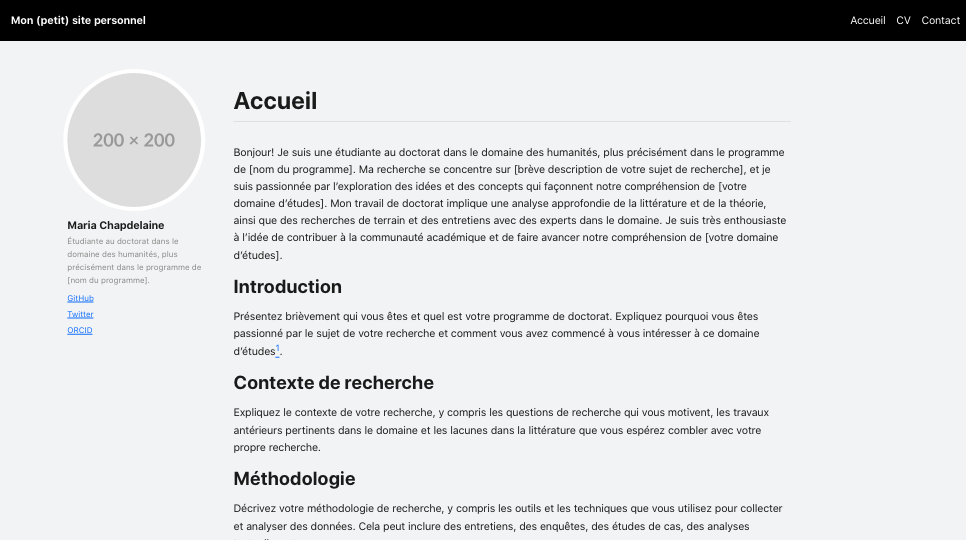 Mon (petit) site personnel
Accueil CV Contact
200 × 200
Maria Chapdelaine
Étudiante au doctorat dans le
domaine des humanités, plus
précisément dans le programme de
[nom du programme].
GitHub
Twitter
ORCID
Accueil
Bonjour! Je suis une étudiante au doctorat dans le domaine des humanités, plus précisément dans le programme
de [nom du programme]. Ma recherche se concentre sur [brève description de votre sujet de recherche], et je
suis passionnée par l’exploration des idées et des concepts qui façonnent notre compréhension de [votre
domaine d’études]. Mon travail de doctorat implique une analyse approfondie de la littérature et de la théorie,
ainsi que des recherches de terrain et des entretiens avec des experts dans le domaine. Je suis très enthousiaste
à l’idée de contribuer à la communauté académique et de faire avancer notre compréhension de [votre domaine
d’études].
Introduction
Présentez brièvement qui vous êtes et quel est votre programme de doctorat. Expliquez pourquoi vous êtes
passionné par le sujet de votre recherche et comment vous avez commencé à vous intéresser à ce domaine
d’études1.
Contexte de recherche
Expliquez le contexte de votre recherche, y compris les questions de recherche qui vous motivent, les travaux
antérieurs pertinents dans le domaine et les lacunes dans la littérature que vous espérez combler avec votre
propre recherche.
Méthodologie
Décrivez votre méthodologie de recherche, y compris les outils et les techniques que vous utilisez pour collecter
et analyser des données. Cela peut inclure des entretiens, des enquêtes, des études de cas, des analyses